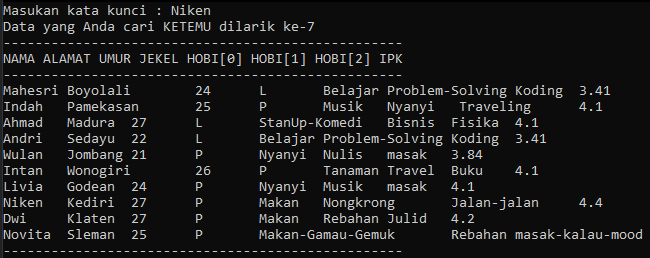 Masukan kata kunci : Niken
Data yang Anda cari KETEMU dilarik ke-7
--------------------------------------------------
NAMA ALAMAT UMUR JEKEL HOBI[0] HOBI[1] HOBI[2] IPK
--------------------------------------------------
Mahesri Boyolali 24 L Belajar Problem-Solving Koding 3.41
Indah Pamekasan 25 P Musik Nyanyi Traveling 4.1
Ahmad Madura 27 L StanUp-Komedi Bisnis Fisika 4.1
Andri Sedayu 22 L Belajar Problem-Solving Koding 3.41
Wulan Jombang 21 P Nyanyi Nulis masak 3.84
Intan Wonogiri 26 P Tanaman Travel Buku 4.1
Livia Godean 24 P Nyanyi Musik masak 4.1
Niken Kediri 27 P Makan Nongkrong Jalan-jalan 4.4
Dwi Klaten 27 P Makan Rebahan Julid 4.2
Novita Sleman 25 P Makan-Gamau-Gemuk Rebahan masak-kalau-mood
--------------------------------------------------